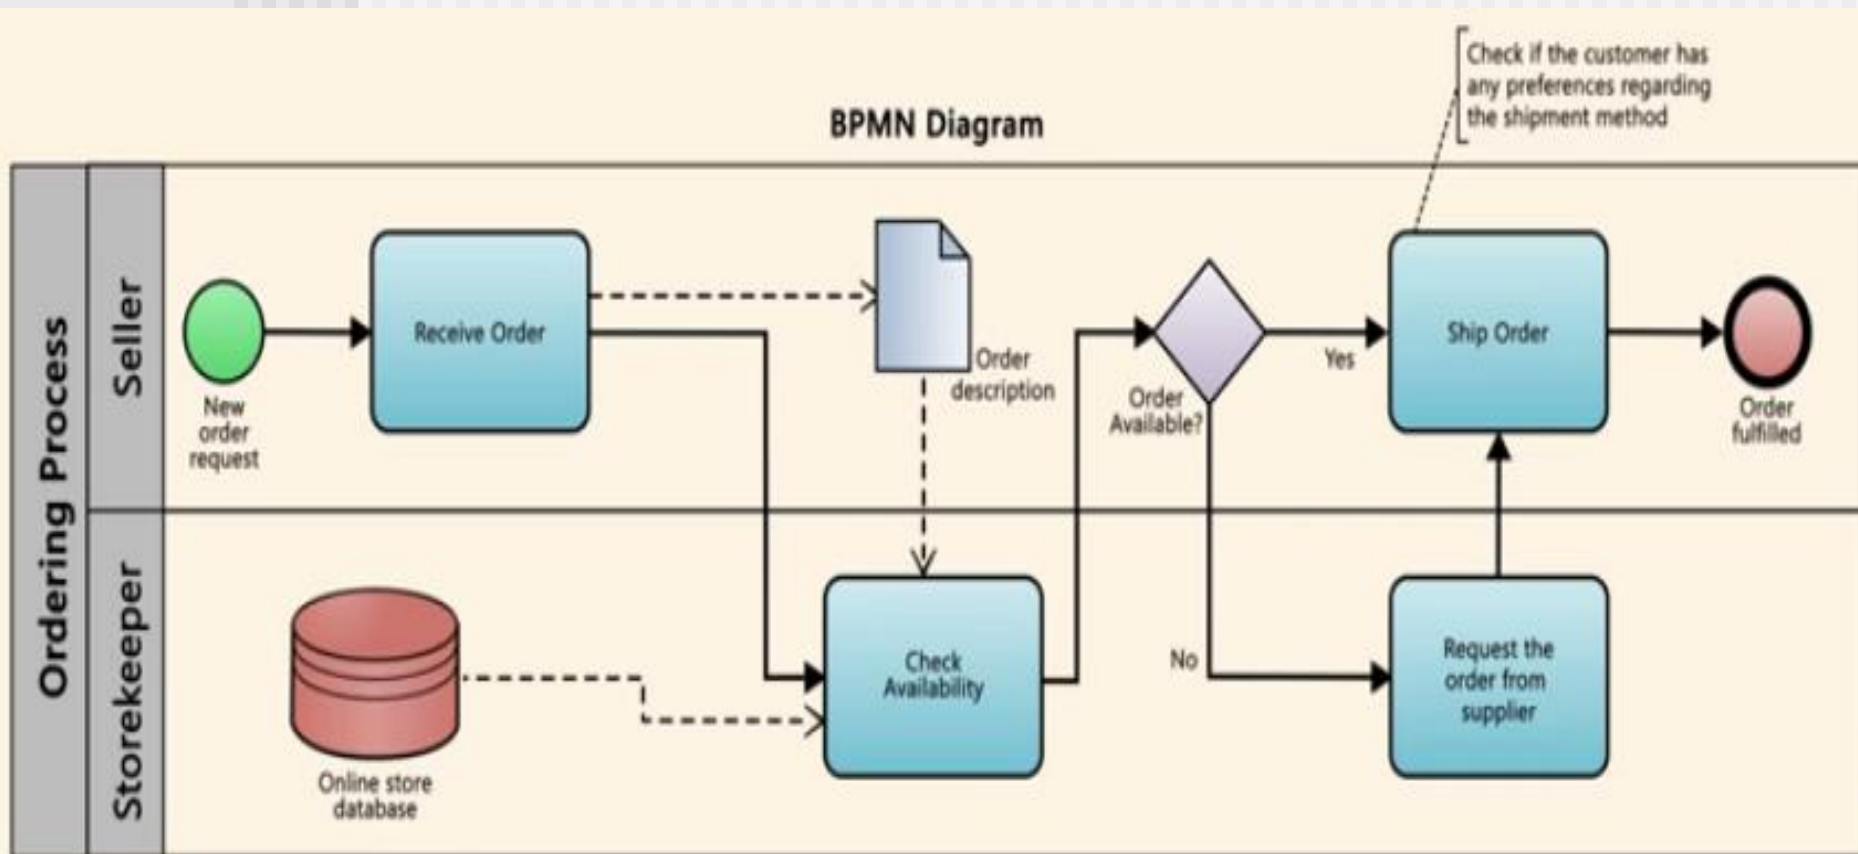 Check if the customer has
any preferences regarding
the shipment method
BPMN Diagram
Ordering Process
Seller
New
order
request
Receive Order
Order
description
Order
Available?
Yes
Ship Order
Order
fulfilled
Storekeeper
Online store
database
Check
Availability
No
Request the
order from
supplier